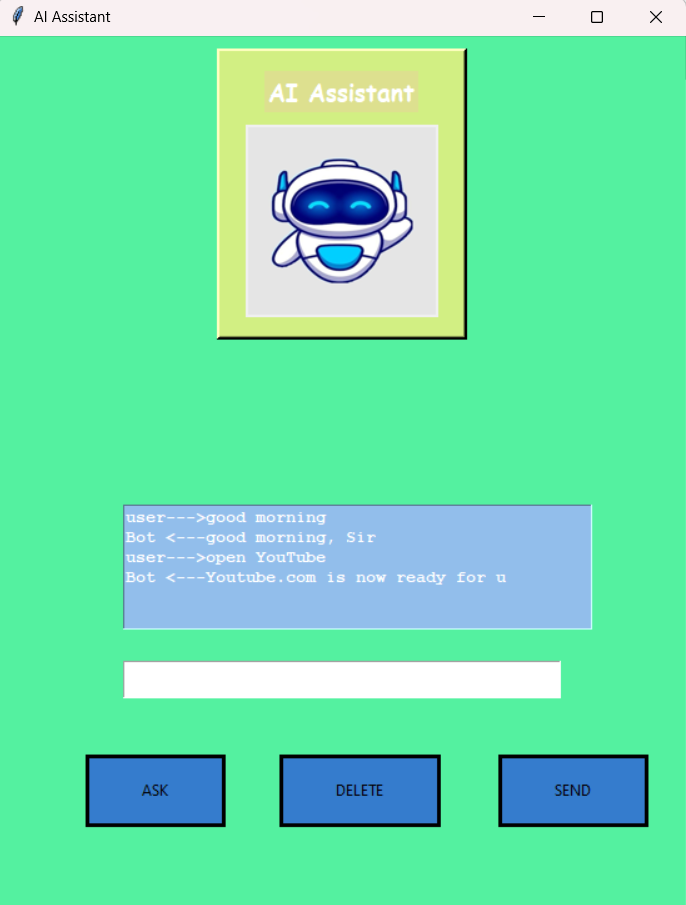 AI Assistant
AI Assistant
user--->good morning
Bot <---good morning, Sir
user--->open YouTube
Bot <---Youtube.com is now ready for u
ASK
DELETE
SEND